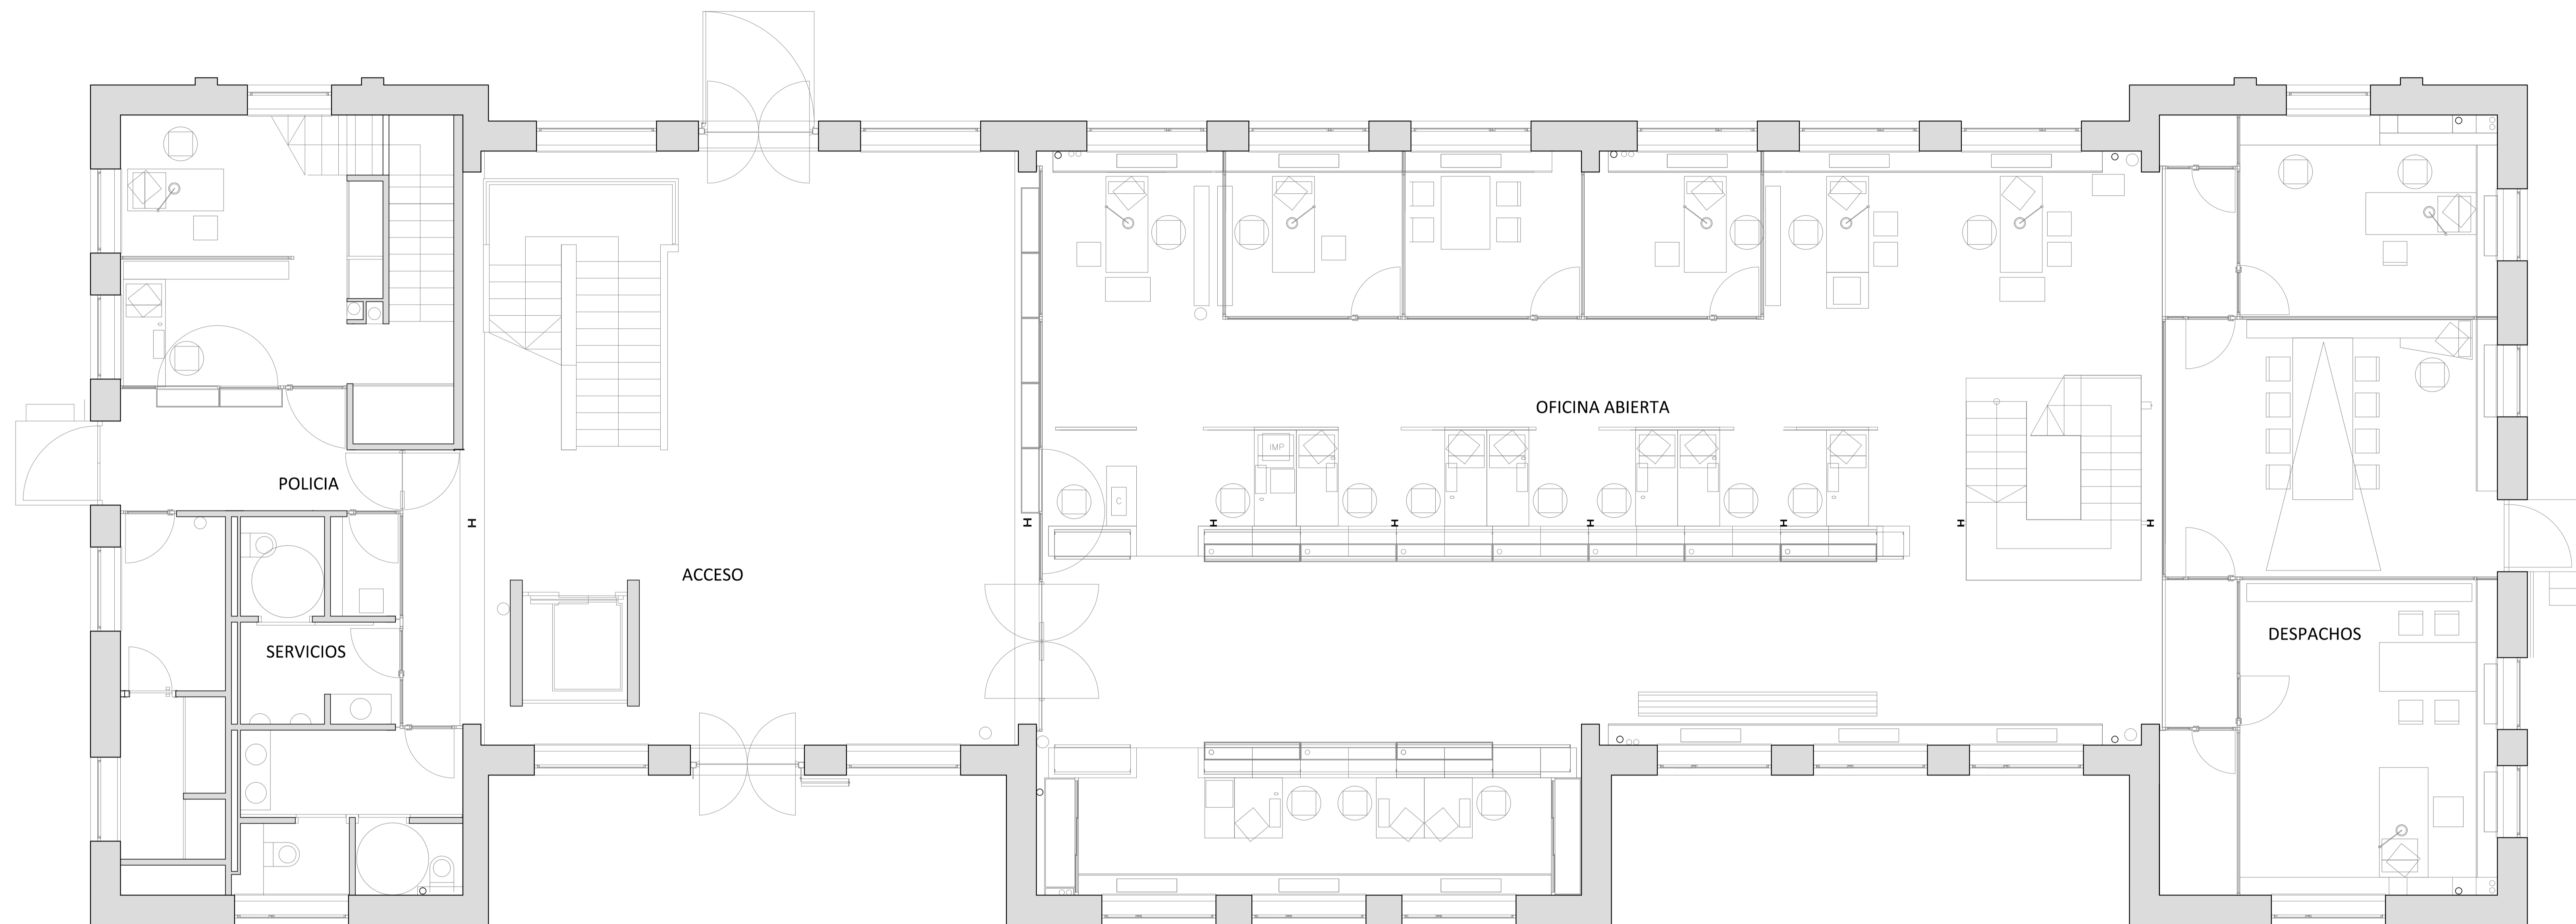 OFICINA ABIERTA
IMP
POLICIA
C
ACCESO
SERVICIOS
DESPACHOS